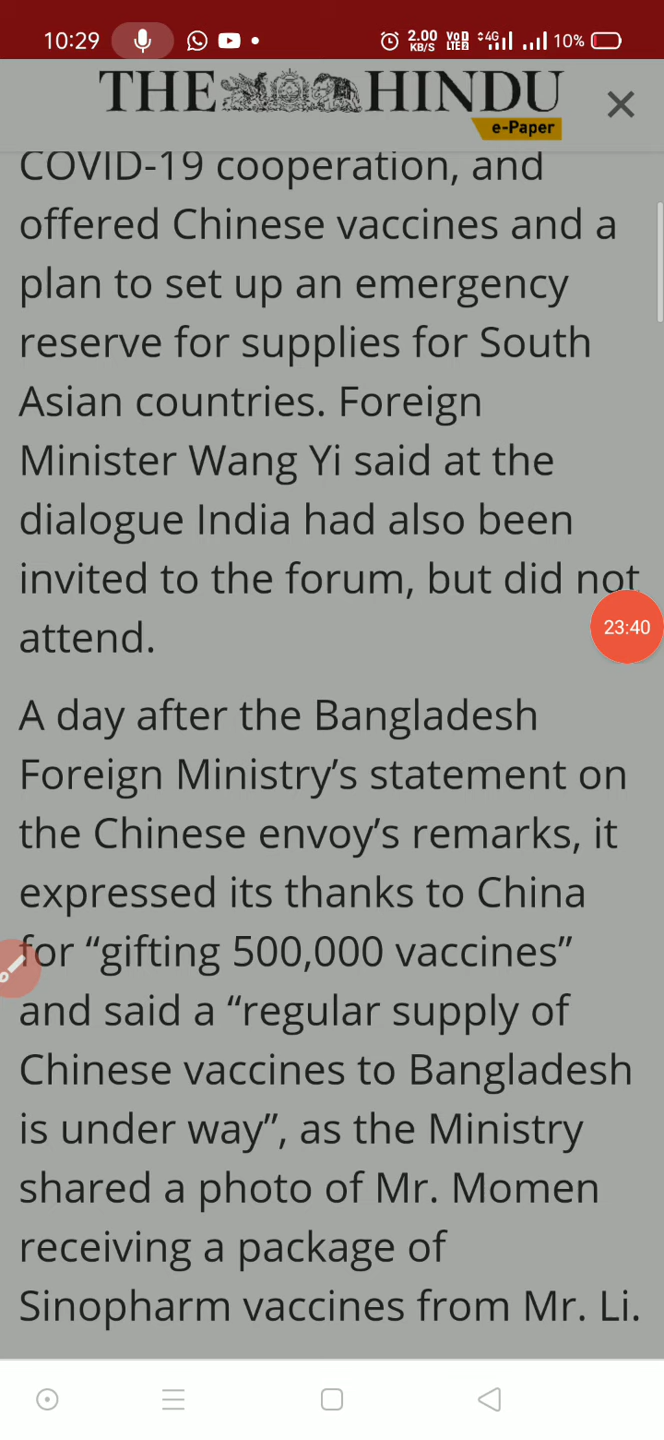 10:29
2.00 KB/S VoD LTE2 4G 10%
THE HINDU
e-Paper
COVID-19 cooperation, and
offered Chinese vaccines and a
plan to set up an emergency
reserve for supplies for South
Asian countries. Foreign
Minister Wang Yi said at the
dialogue India had also been
invited to the forum, but did not
attend.
23:40
A day after the Bangladesh
Foreign Ministry’s statement on
the Chinese envoy’s remarks, it
expressed its thanks to China
for “gifting 500,000 vaccines”
and said a “regular supply of
Chinese vaccines to Bangladesh
is under way”, as the Ministry
shared a photo of Mr. Momen
receiving a package of
Sinopharm vaccines from Mr. Li.